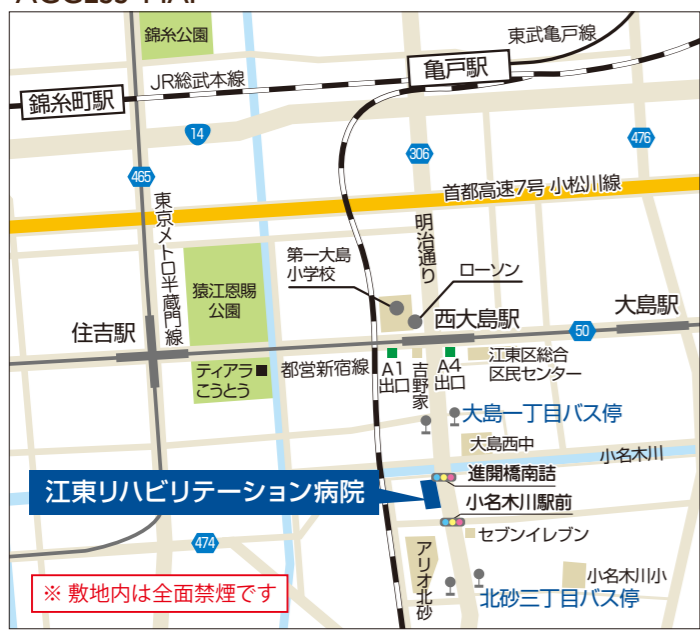 ACCESS MAP
錦糸公園
東武亀戸線
亀戸駅
JR総武本線
錦糸町駅
14
306
476
465
首都高速7号 小松川線
東京メトロ半蔵門線
明治通り
第一大島
小学校
ローソン
猿江恩賜
公園
西大島駅
大島駅
住吉駅
50
ティアラ
こうとう
都営新宿線
A1
出口
吉野家
A4
出口
江東区総合
区民センター
大島一丁目バス停
大島西中
小名木川
進開橋南詰
江東リハビリテーション病院
小名木川駅前
セブンイレブン
474
アリオ北砂
小名木川小
※ 敷地内は全面禁煙です
北砂三丁目バス停